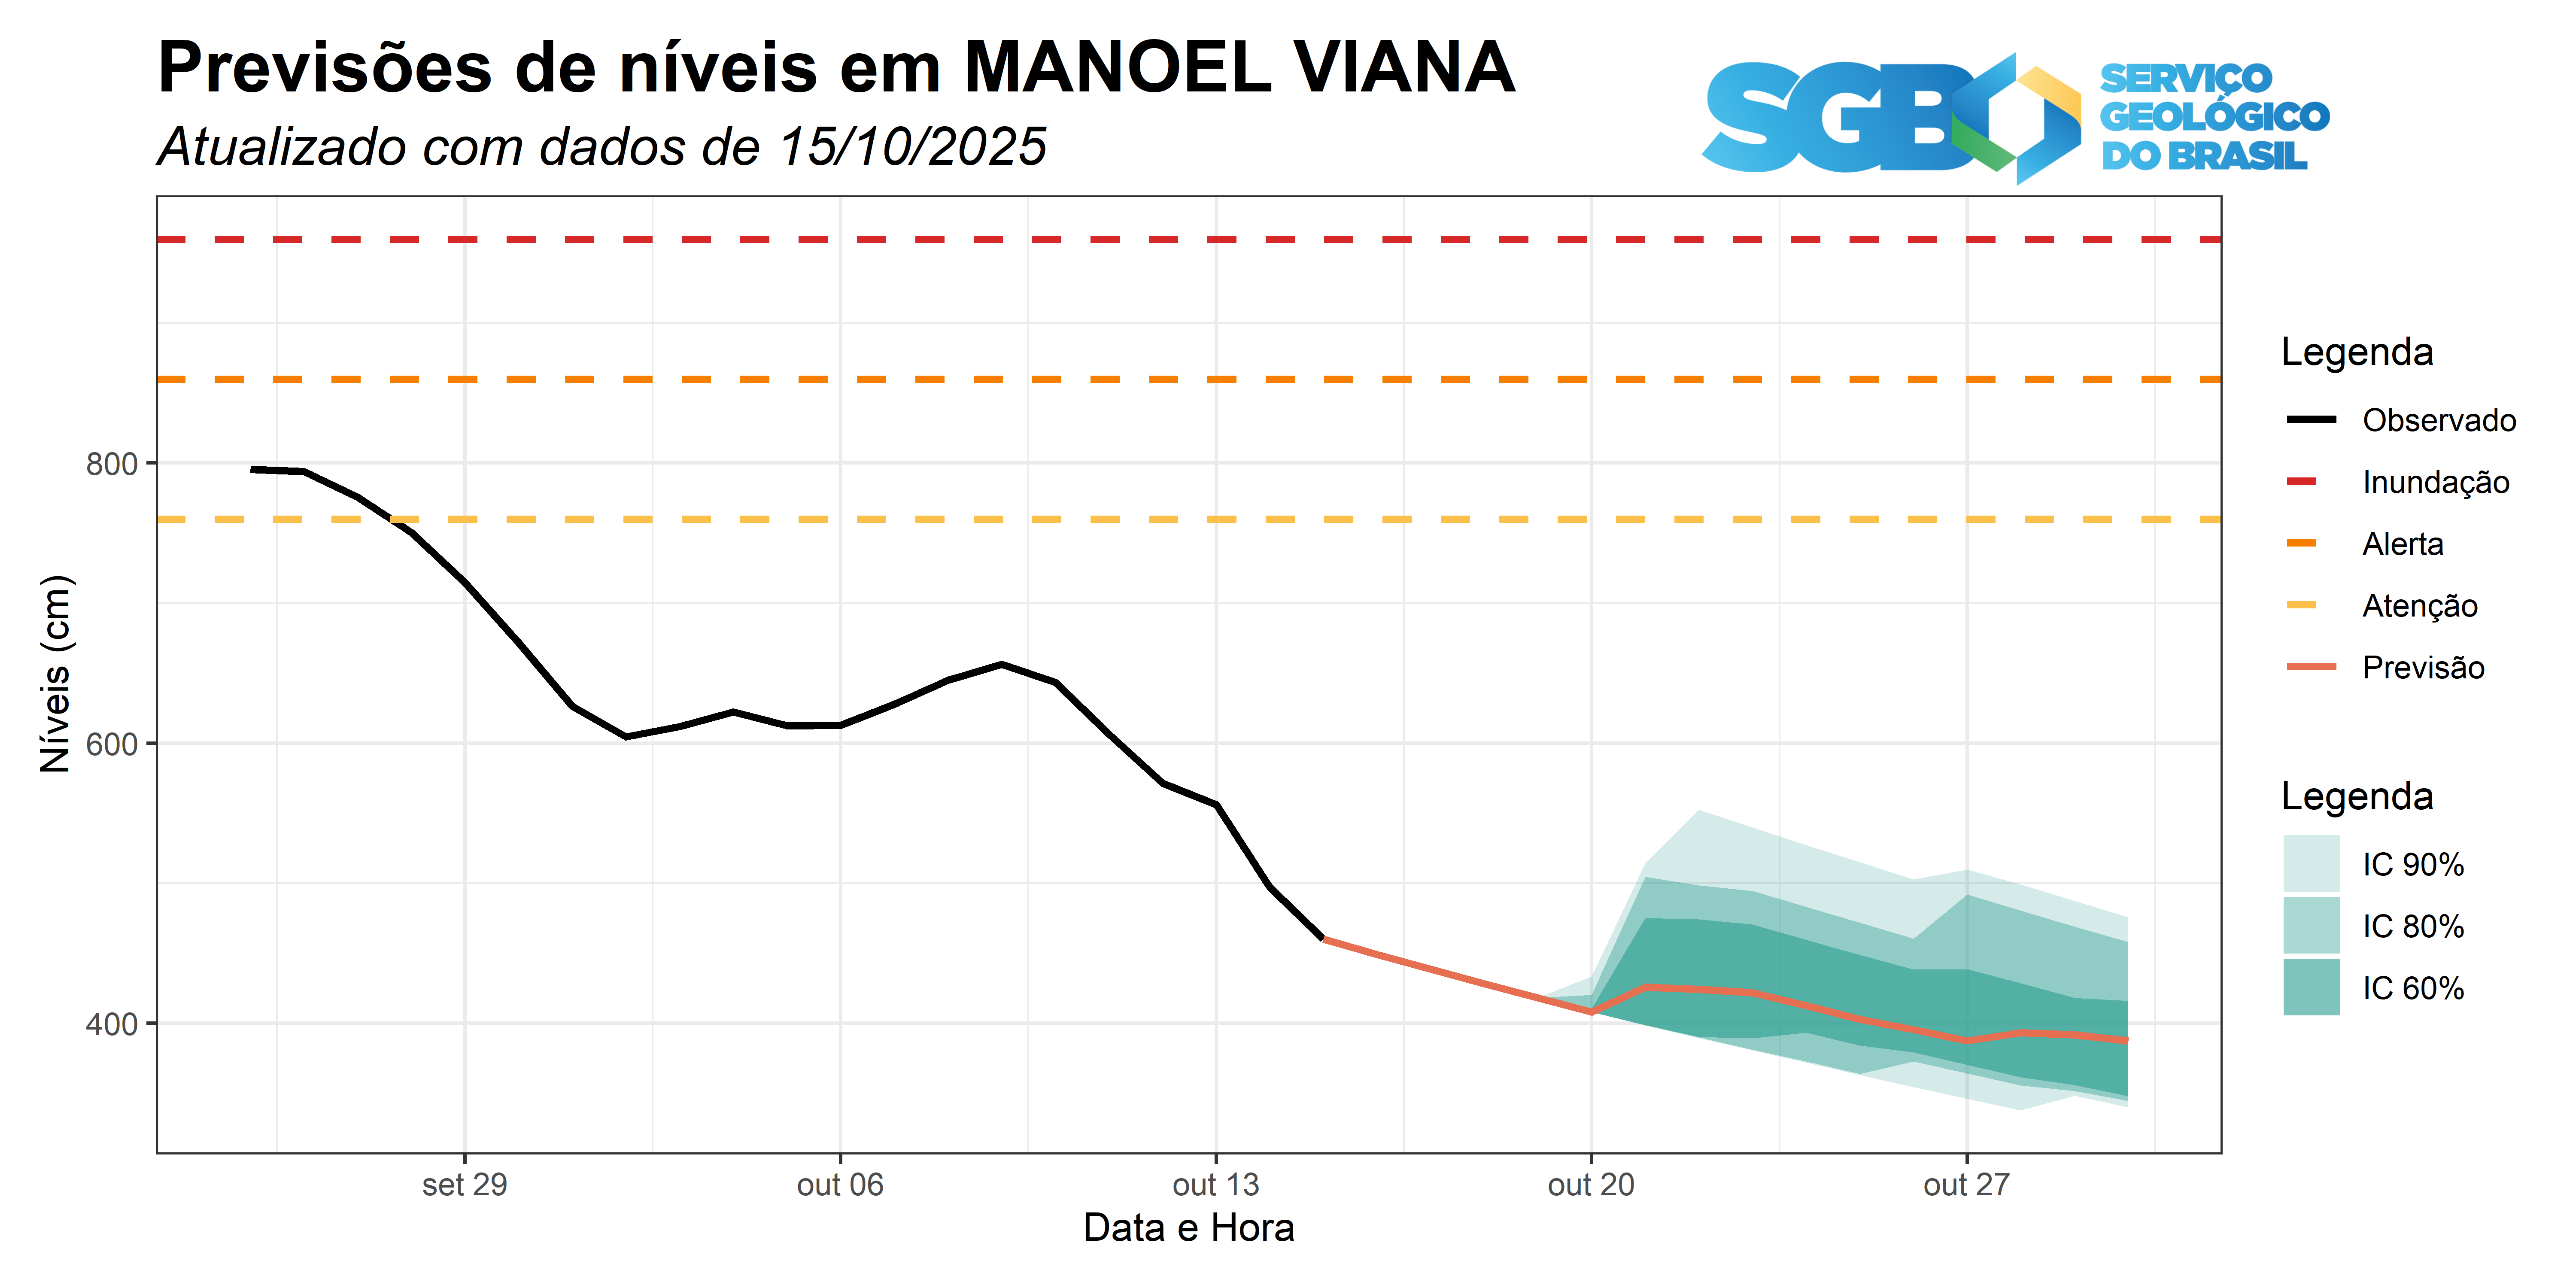 Previsões de níveis em MANOEL VIANA
Atualizado com dados de 15/10/2025
SGB
SERVIÇO
GEOLÓGICO
DO BRASIL
Níveis (cm)
800
600
400
set 29
out 06
out 13
out 20
out 27
Data e Hora
Legenda
Observado
Inundação
Alerta
Atenção
Previsão
Legenda
IC 90%
IC 80%
IC 60%